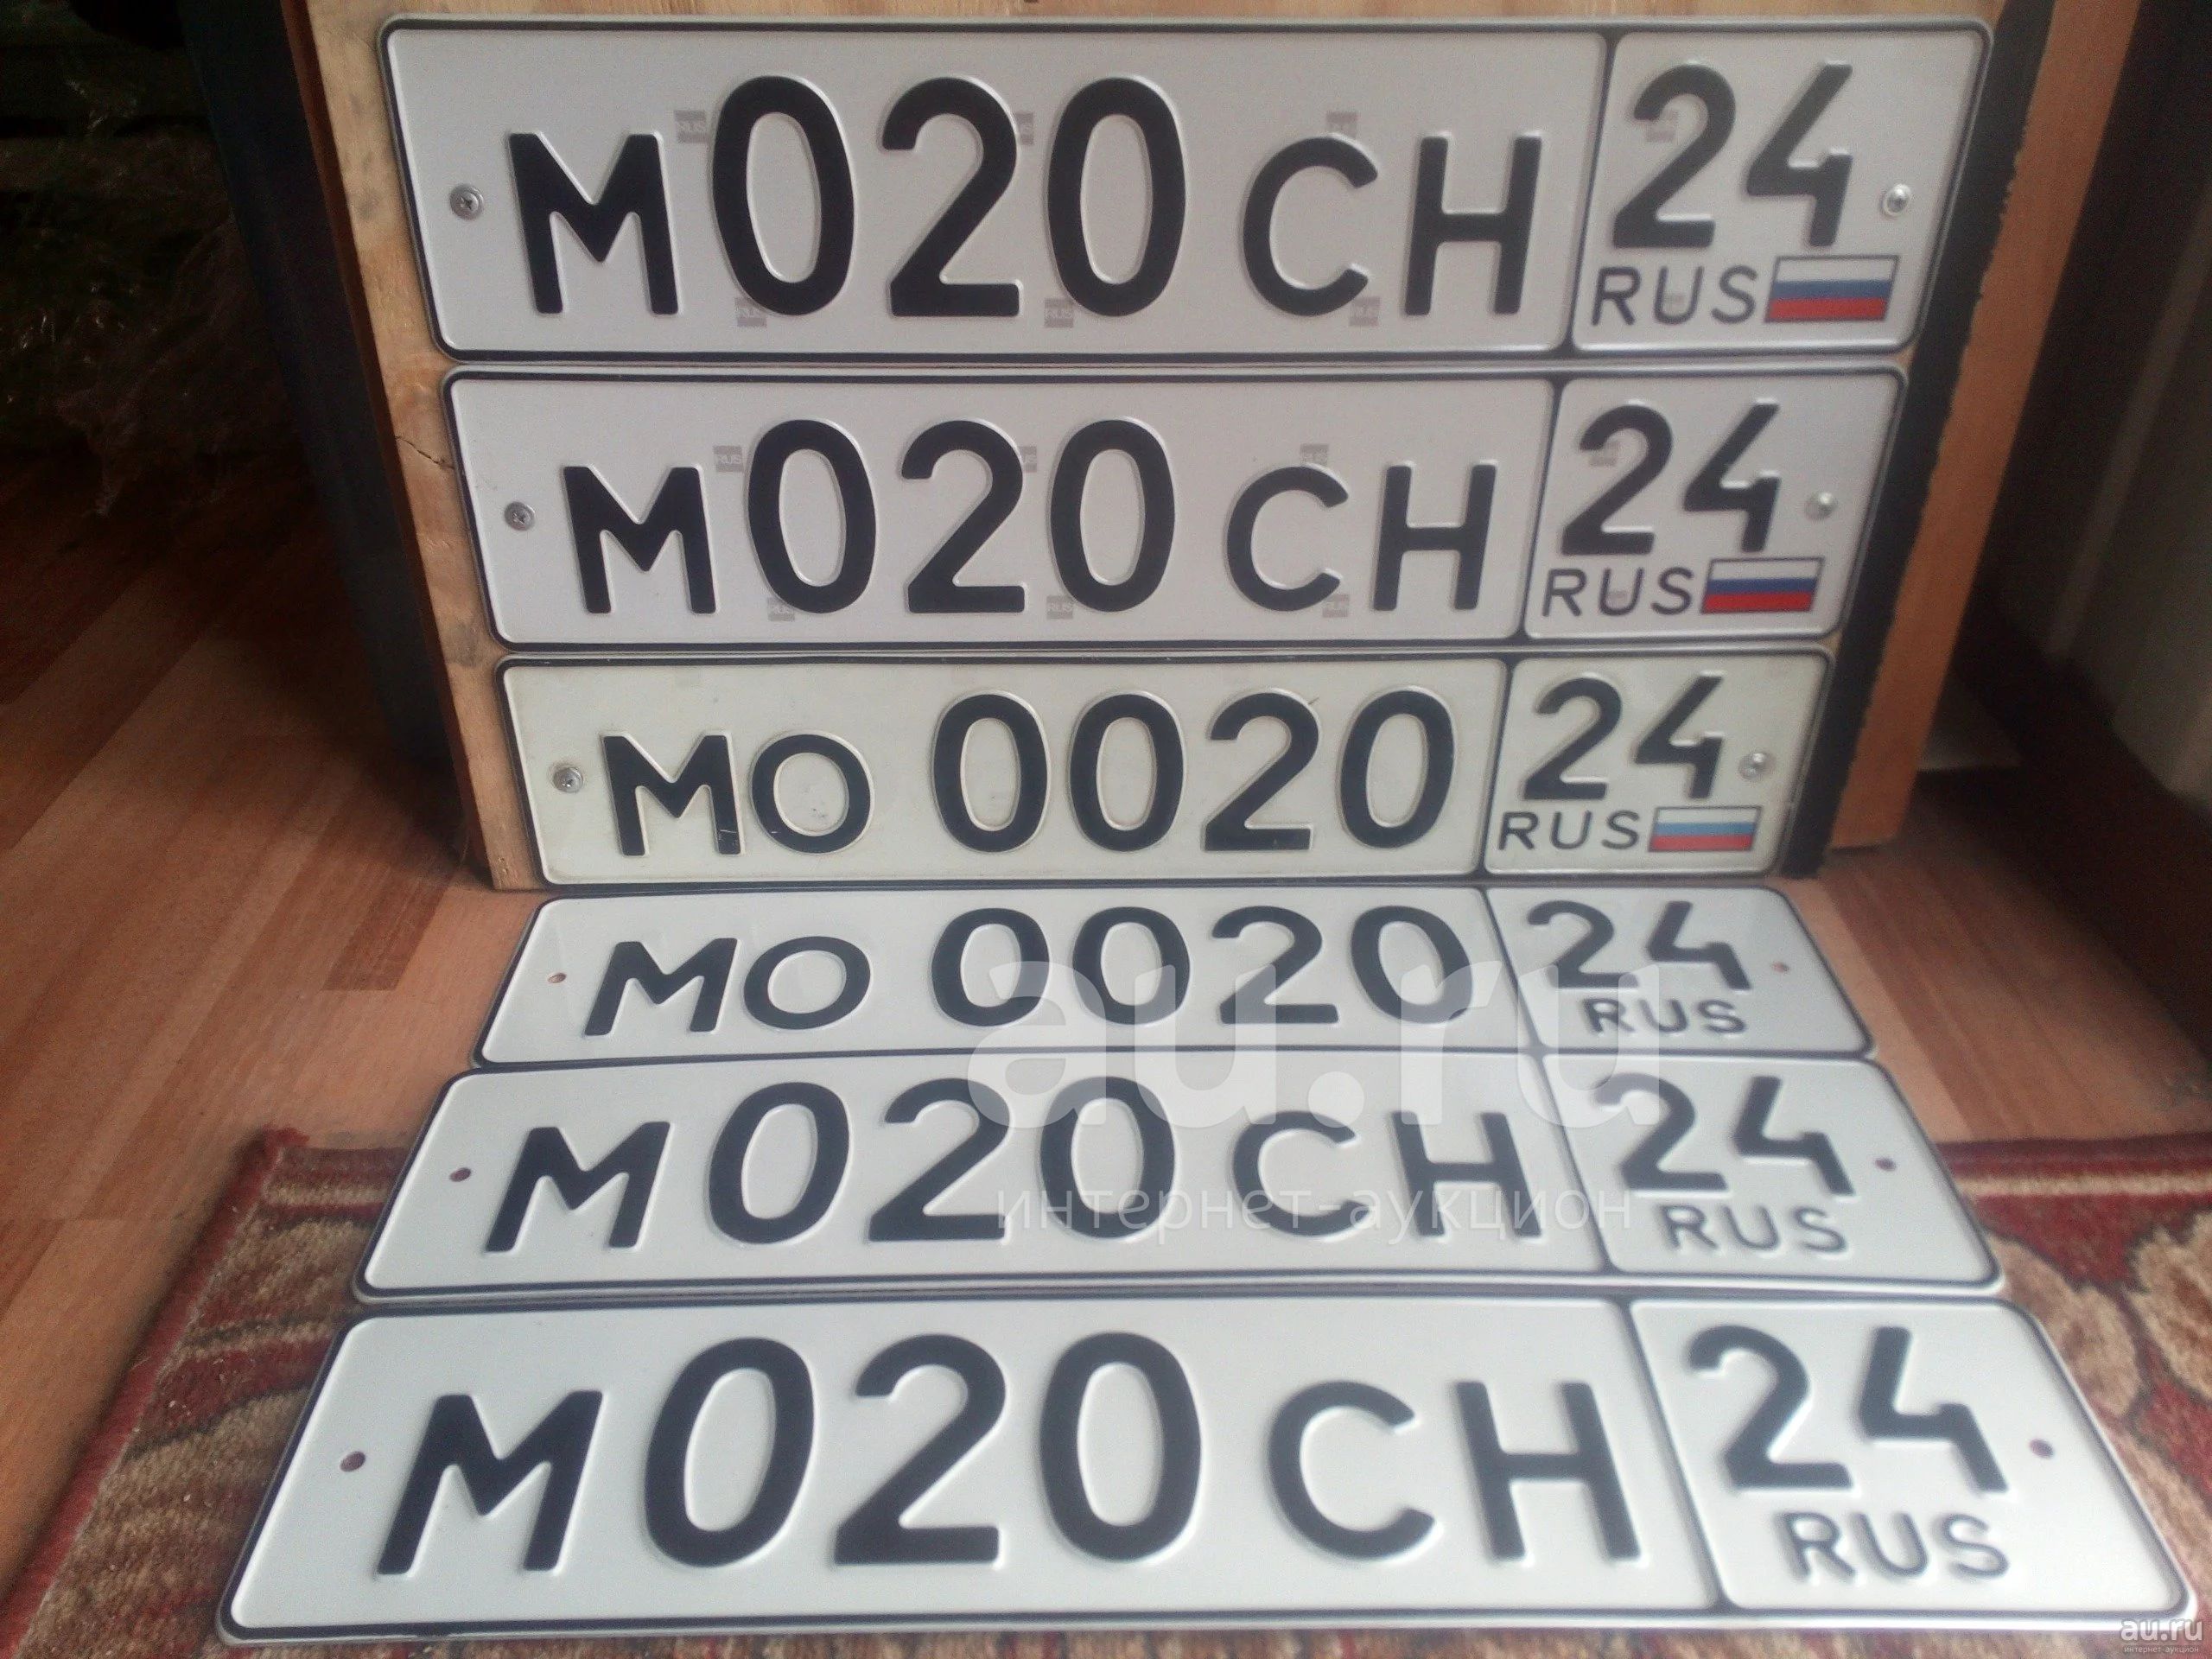 М020СН 24
RUS
М020СН 24
RUS
МО 0020 24
RUS
МО 0020 24
RUS
au.ru
М020СН 24
RUS
интернет-аукцион
М020СН 24
RUS
au.ru
интернет-аукцион